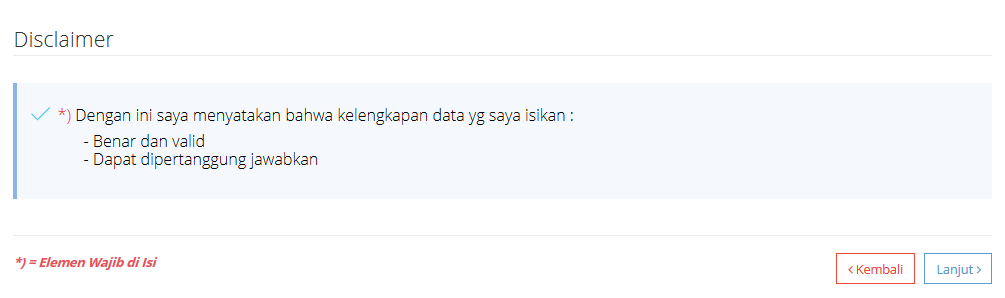 Disclaimer
*) Dengan ini saya menyatakan bahwa kelengkapan data yg saya isikan :
- Benar dan valid
- Dapat dipertanggung jawabkan
*) = Elemen Wajib di Isi
< Kembali
Lanjut >